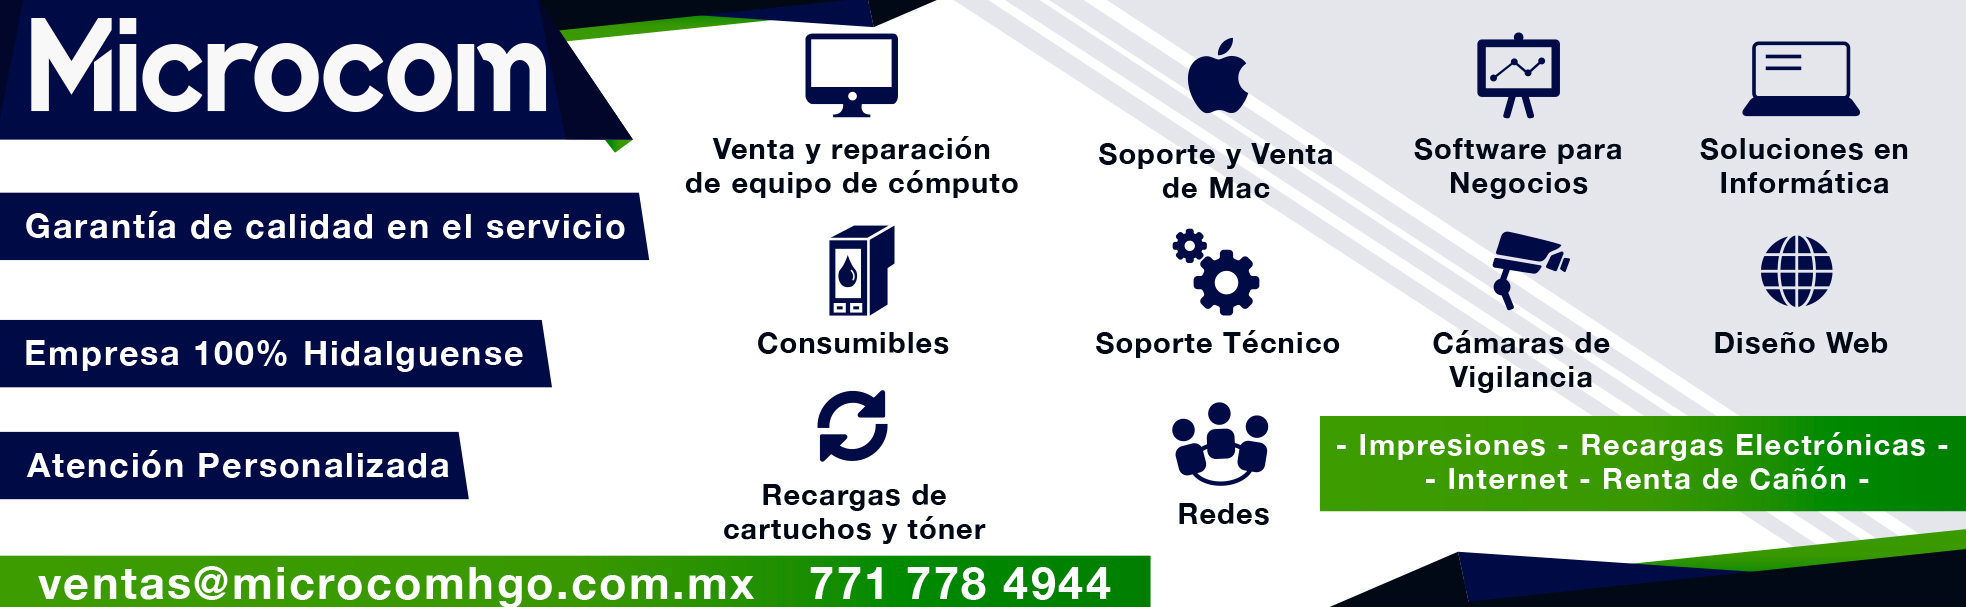 Microcom
Garantía de calidad en el servicio
Empresa 100% Hidalguense
Atención Personalizada
Venta y reparación
de equipo de cómputo
Soporte y Venta
de Mac
Software para
Negocios
Soluciones en
Informática
Consumibles
Soporte Técnico
Cámaras de
Vigilancia
Diseño Web
Recargas de
cartuchos y tóner
Redes
- Impresiones - Recargas Electrónicas -
- Internet - Renta de Cañón -
ventas@microcomhgo.com.mx 771 778 4944